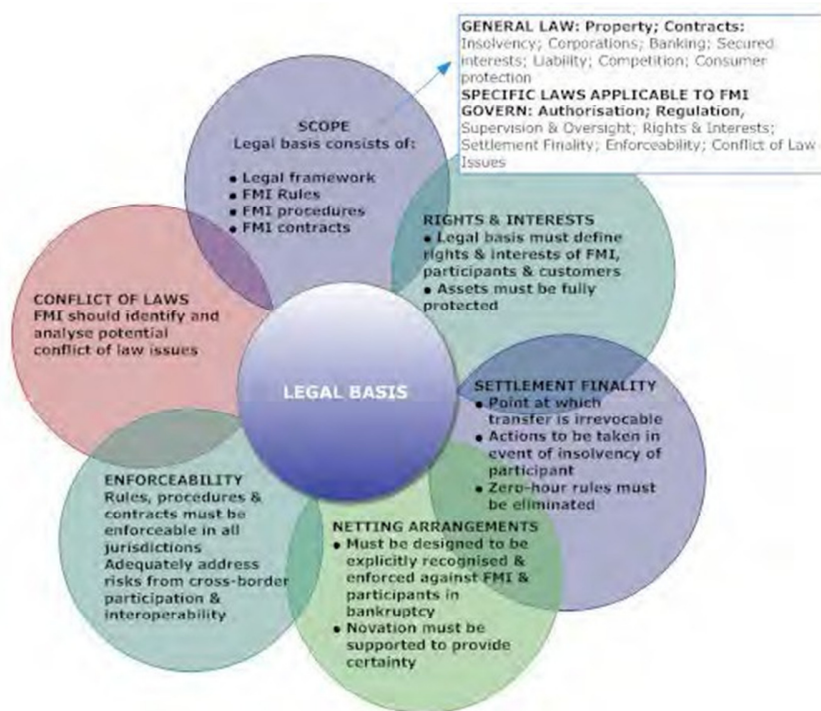 GENERAL LAW: Property; Contracts:
Insolvency; Corporations; Banking; Secured
interests; Liability; Competition; Consumer
protection
SPECIFIC LAWS APPLICABLE TO FMI
GOVERN: Authorisation; Regulation,
Supervision & Oversight; Rights & Interests;
Settlement Finality; Enforceability; Conflict of Law
Issues
SCOPE
Legal basis consists of:
● Legal framework
● FMI Rules
● FMI procedures
● FMI contracts
RIGHTS & INTERESTS
● Legal basis must define
rights & interests of FMI,
participants & customers
● Assets must be fully
protected
CONFLICT OF LAWS
FMI should identify and
analyse potential
conflict of law issues
LEGAL BASIS
SETTLEMENT FINALITY
● Point at which
transfer is irrevocable
● Actions to be taken in
event of insolvency of
participant
● Zero-hour rules must
be eliminated
ENFORCEABILITY
Rules, procedures &
contracts must be
enforceable in all
jurisdictions
Adequately address
risks from cross-border
participation &
interoperability
NETTING ARRANGEMENTS
● Must be designed to be
explicitly recognised &
enforced against FMI &
participants in
bankruptcy
● Novation must be
supported to provide
certainty